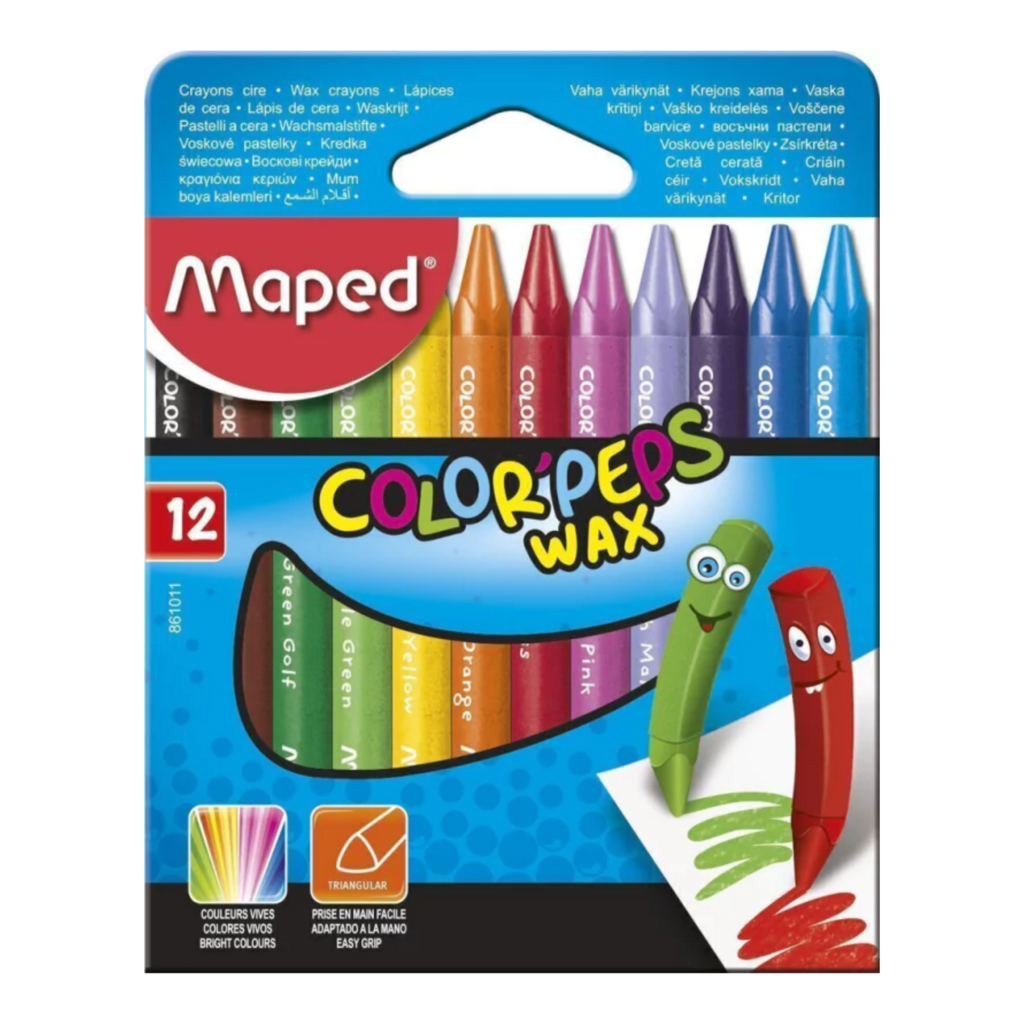 Crayons cire • Wax crayons • Lápices
de cera • Lápis de cera • Waskrijt •
Pastelli a cera • Wachsmalstifte •
Voskové pastelky • Kredka
świecowa • Воскові крейди •
κραγιόνια κεριών • Mum
boya kalemleri • أقلام الشمع •
Vaha värikynät • Krejons xama • Vaska
krītiņi • Vaško kreidelės • Voščene
barvice • восъчни пастели •
Voskové pastelky • Zsírkréta •
Cretă cerată • Criáin
céir • Vokskridt • Vaha
värikynät • Kritor
Maped®
COLOR'
COLOR'
COLOR'
COLOR'
COLOR'
COLOR'
COLOR'
COLOR'
COLOR'
COLOR'PEPS
WAX
12
861011
Green Golf
Green
Yellow
Orange
Pink
TRIANGULAR
COULEURS VIVES
COLORES VIVOS
BRIGHT COLOURS
PRISE EN MAIN FACILE
ADAPTADO A LA MANO
EASY GRIP